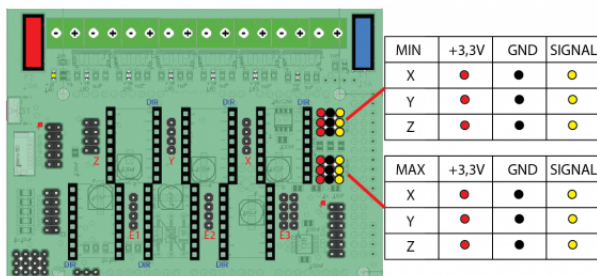 MIN +3,3V GND SIGNAL
X
Y
Z
DIR DIR DIR
Z Y X
MAX +3,3V GND SIGNAL
X
Y
Z
E1 E2 E3
DIR DIR DIR